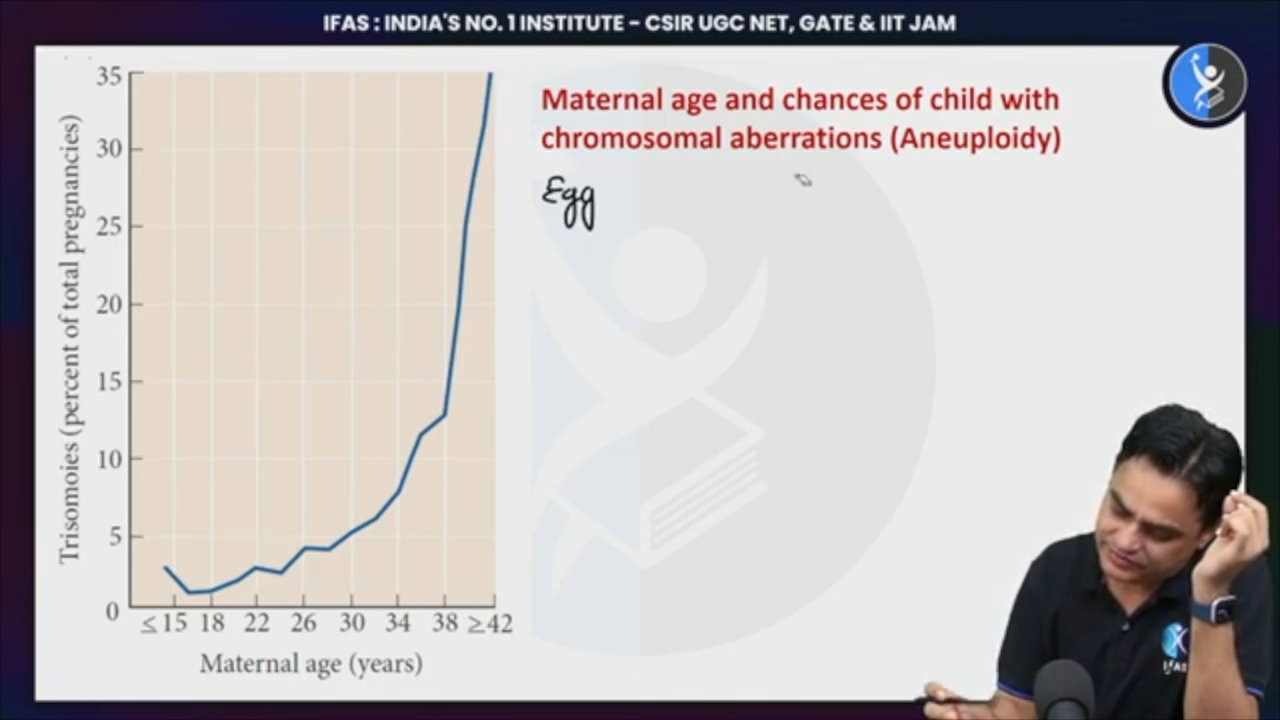 IFAS : INDIA'S NO. 1 INSTITUTE - CSIR UGC NET, GATE & IIT JAM
Maternal age and chances of child with
chromosomal aberrations (Aneuploidy)
Egg
Trisomoies (percent of total pregnancies)
35
30
25
20
15
10
5
0
≤15 18 22 26 30 34 38 ≥42
Maternal age (years)
IFAS